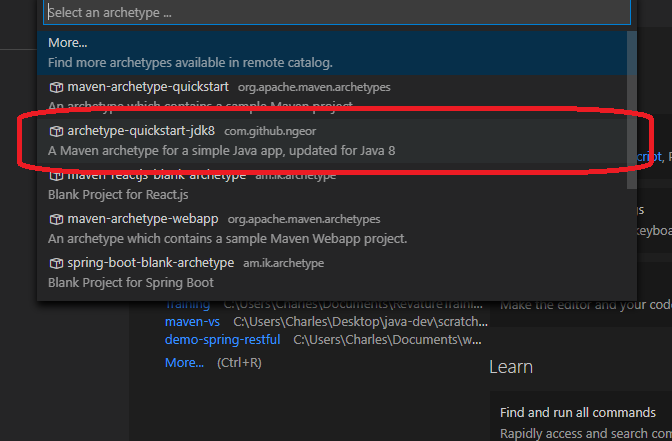 Select an archetype ...
More...
Find more archetypes available in remote catalog.
maven-archetype-quickstart org.apache.maven.archetypes
An archetype which contains a sample Maven project.
archetype-quickstart-jdk8 com.github.ngeor
A Maven archetype for a simple Java app, updated for Java 8
maven-reactjs-blank-archetype am.ik.archetype
Blank Project for React.js
maven-archetype-webapp org.apache.maven.archetypes
An archetype which contains a sample Maven Webapp project.
spring-boot-blank-archetype am.ik.archetype
Blank Project for Spring Boot
Training C:\Users\Charles\Documents\RevatureTraini...
maven-vs C:\Users\Charles\Desktop\java-dev\scratch...
demo-spring-restful C:\Users\Charles\Documents\w...
More... (Ctrl+R)
cript, P
gs
keyboa
Make the editor and your code
Learn
Find and run all commands
Rapidly access and search com